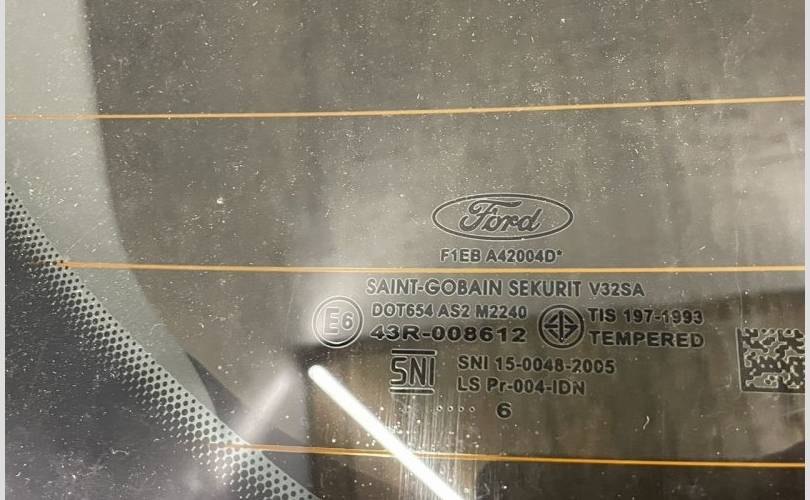 Ford
F1EB A42004D*
SAINT-GOBAIN SEKURIT V32SA
E6
DOT654 AS2 M2240
43R-008612
TIS 197-1993
TEMPERED
SNI
SNI 15-0048-2005
LS Pr-004-IDN
.... 6